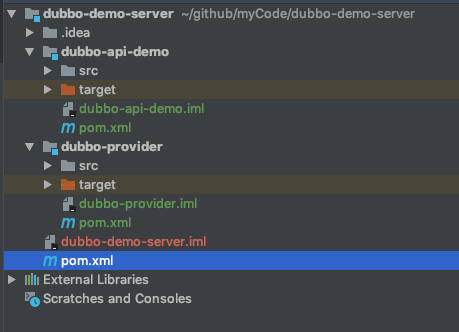 dubbo-demo-server ~/github/myCode/dubbo-demo-server
.idea
dubbo-api-demo
src
target
dubbo-api-demo.iml
pom.xml
dubbo-provider
src
target
dubbo-provider.iml
pom.xml
dubbo-demo-server.iml
pom.xml
External Libraries
Scratches and Consoles